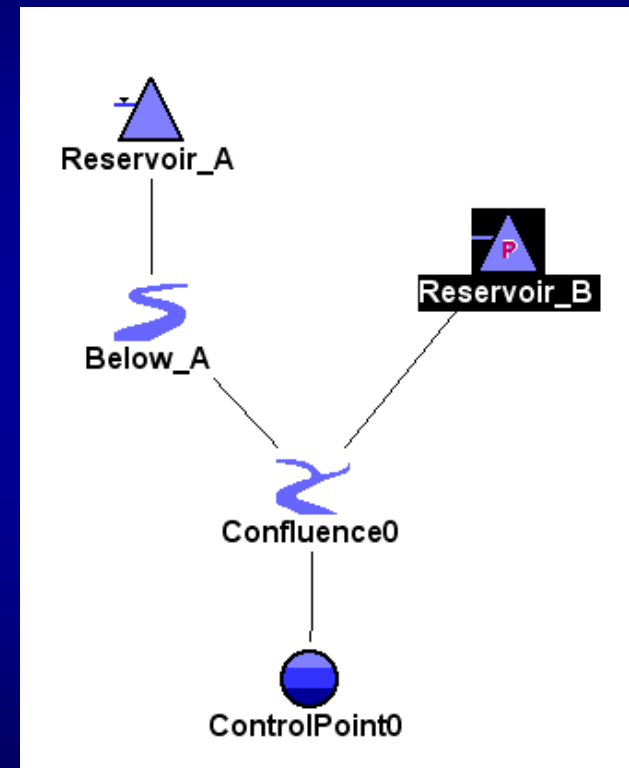 Reservoir_A
P
Reservoir_B
Below_A
Confluence0
ControlPoint0